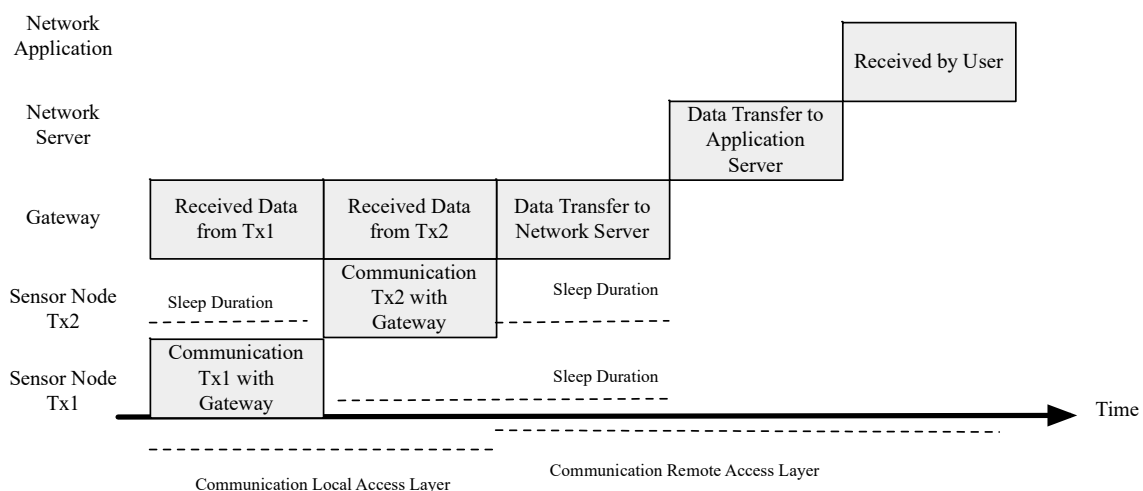 Network
Application
Received by User
Network
Server
Data Transfer to
Application
Server
Gateway
Received Data
from Tx1
Received Data
from Tx2
Data Transfer to
Network Server
Sensor Node
Tx2
Sleep Duration
Communication
Tx2 with
Gateway
Sleep Duration
Sensor Node
Tx1
Communication
Tx1 with
Gateway
Sleep Duration
Time
Communication Local Access Layer
Communication Remote Access Layer